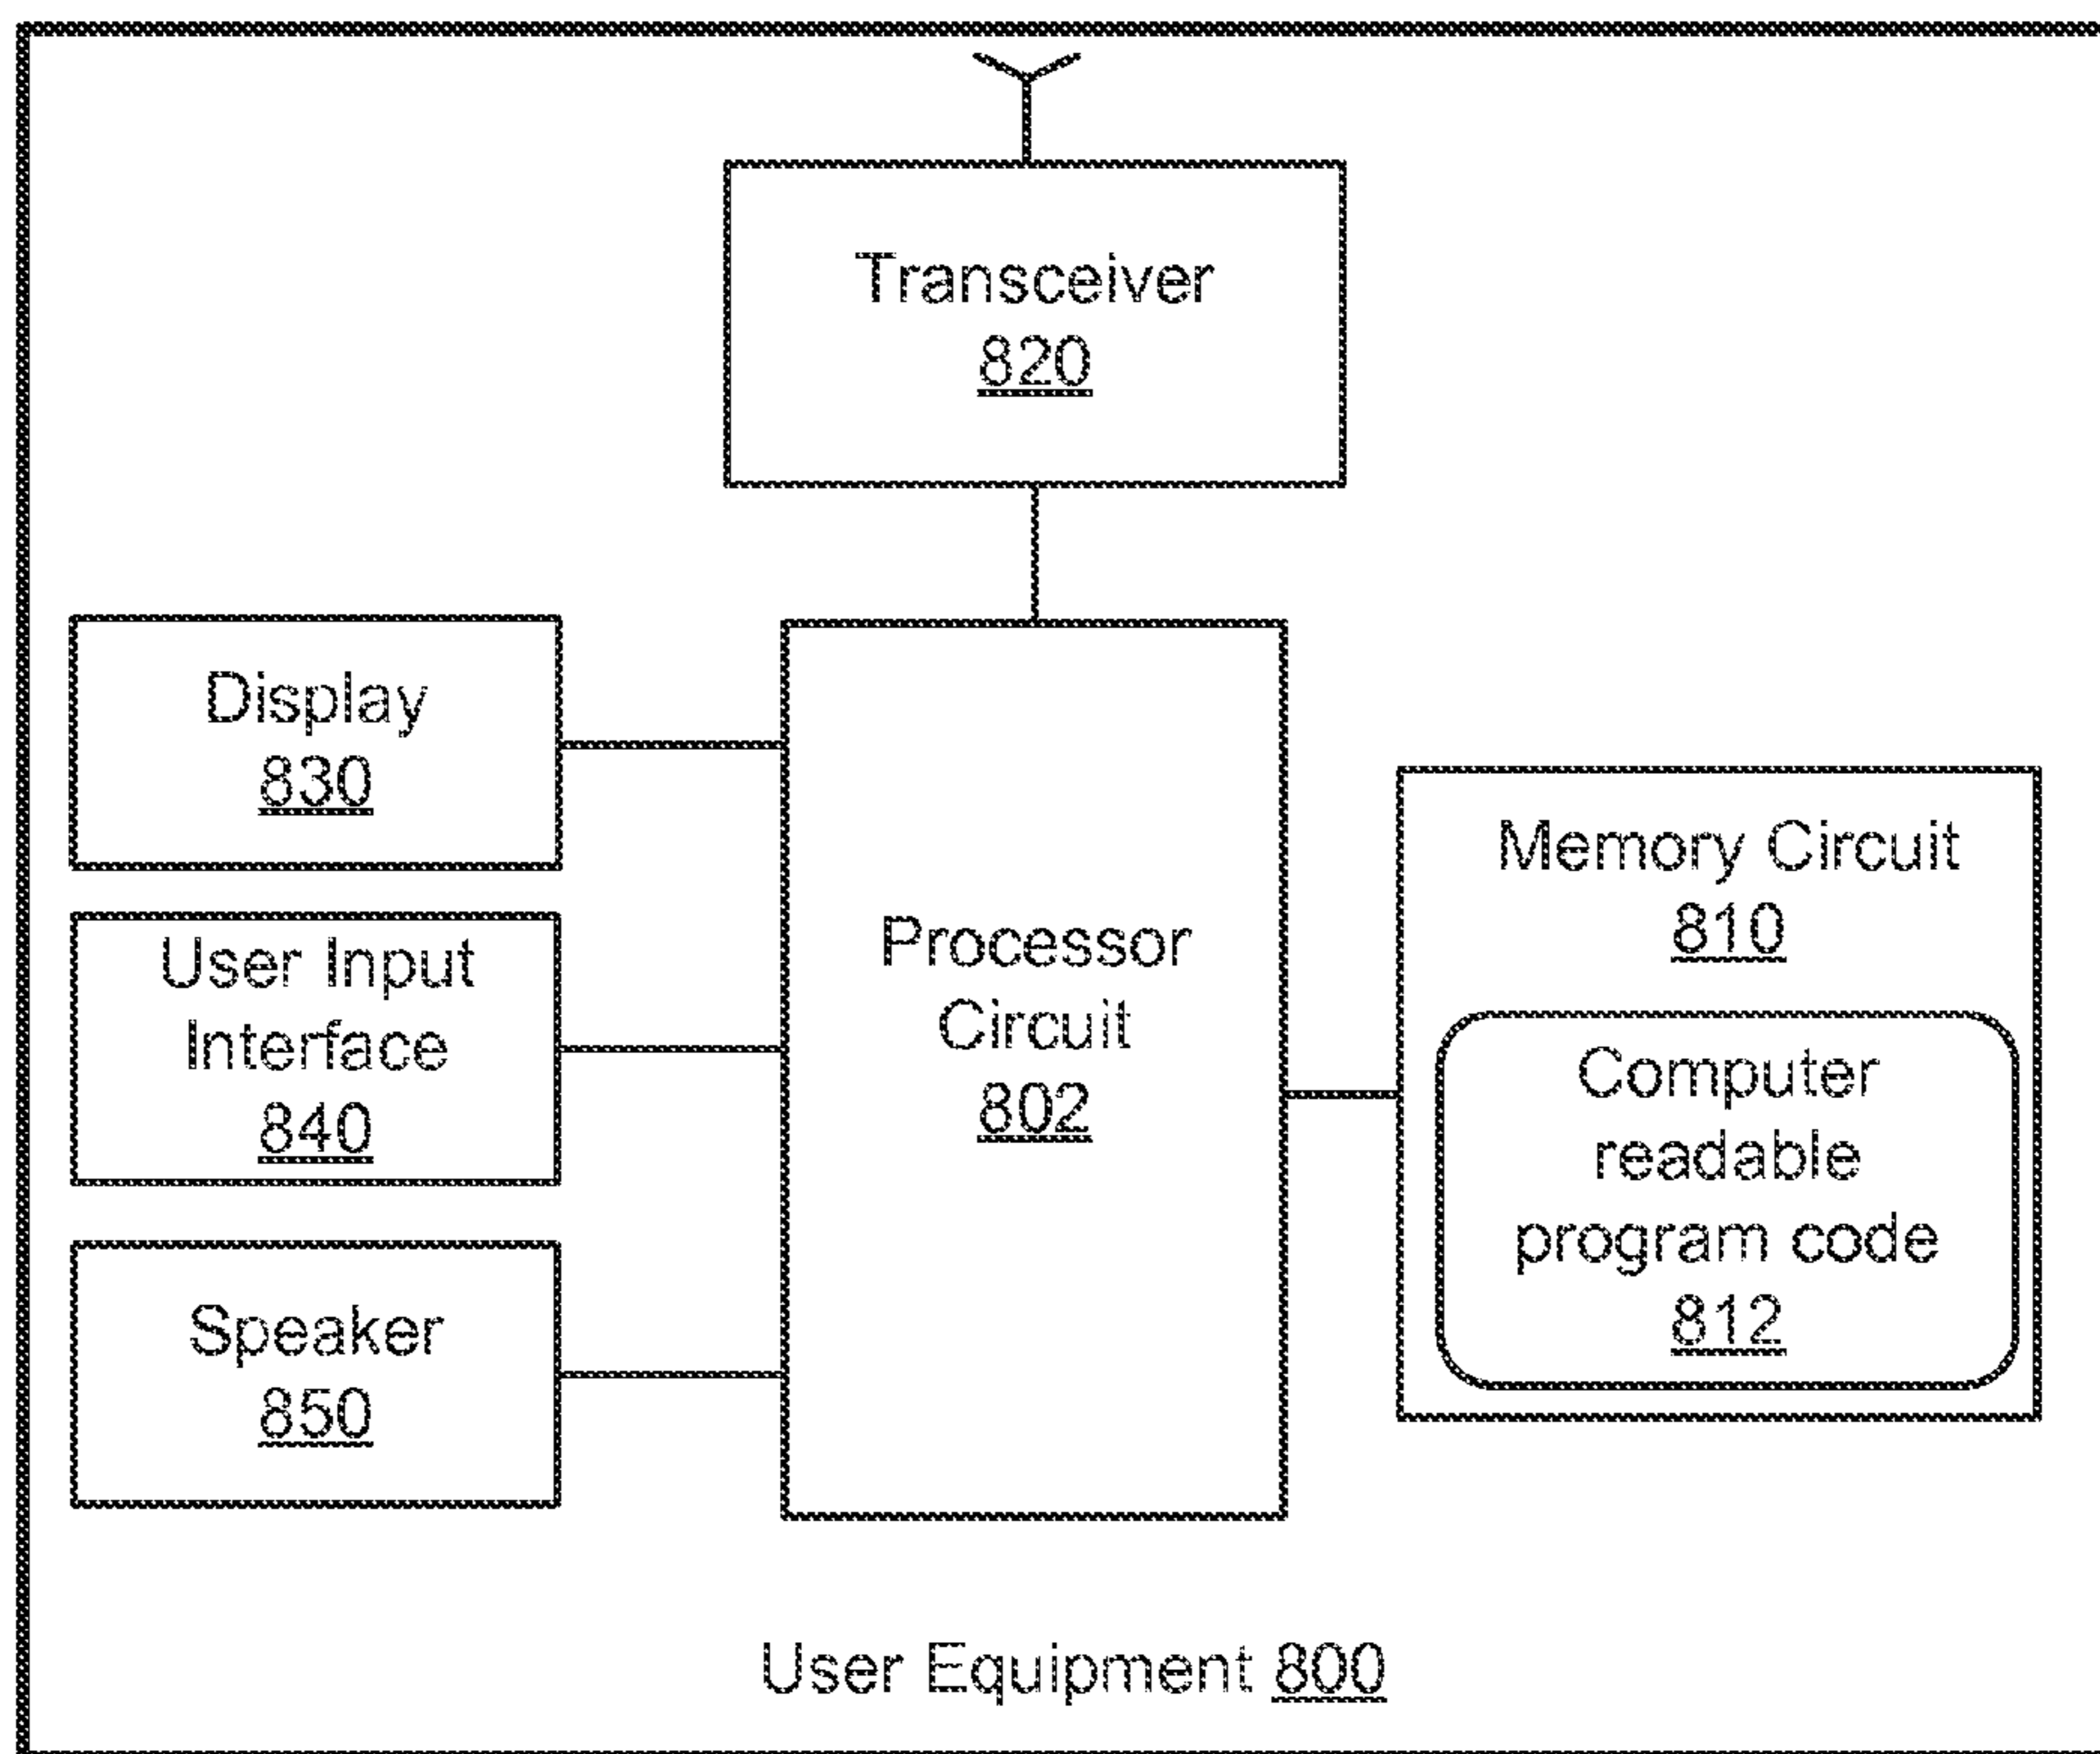 Transceiver
820
Display
830
User Input
Interface
840
Speaker
850
Processor
Circuit
802
Memory Circuit
810
Computer
readable
program code
812
User Equipment 800